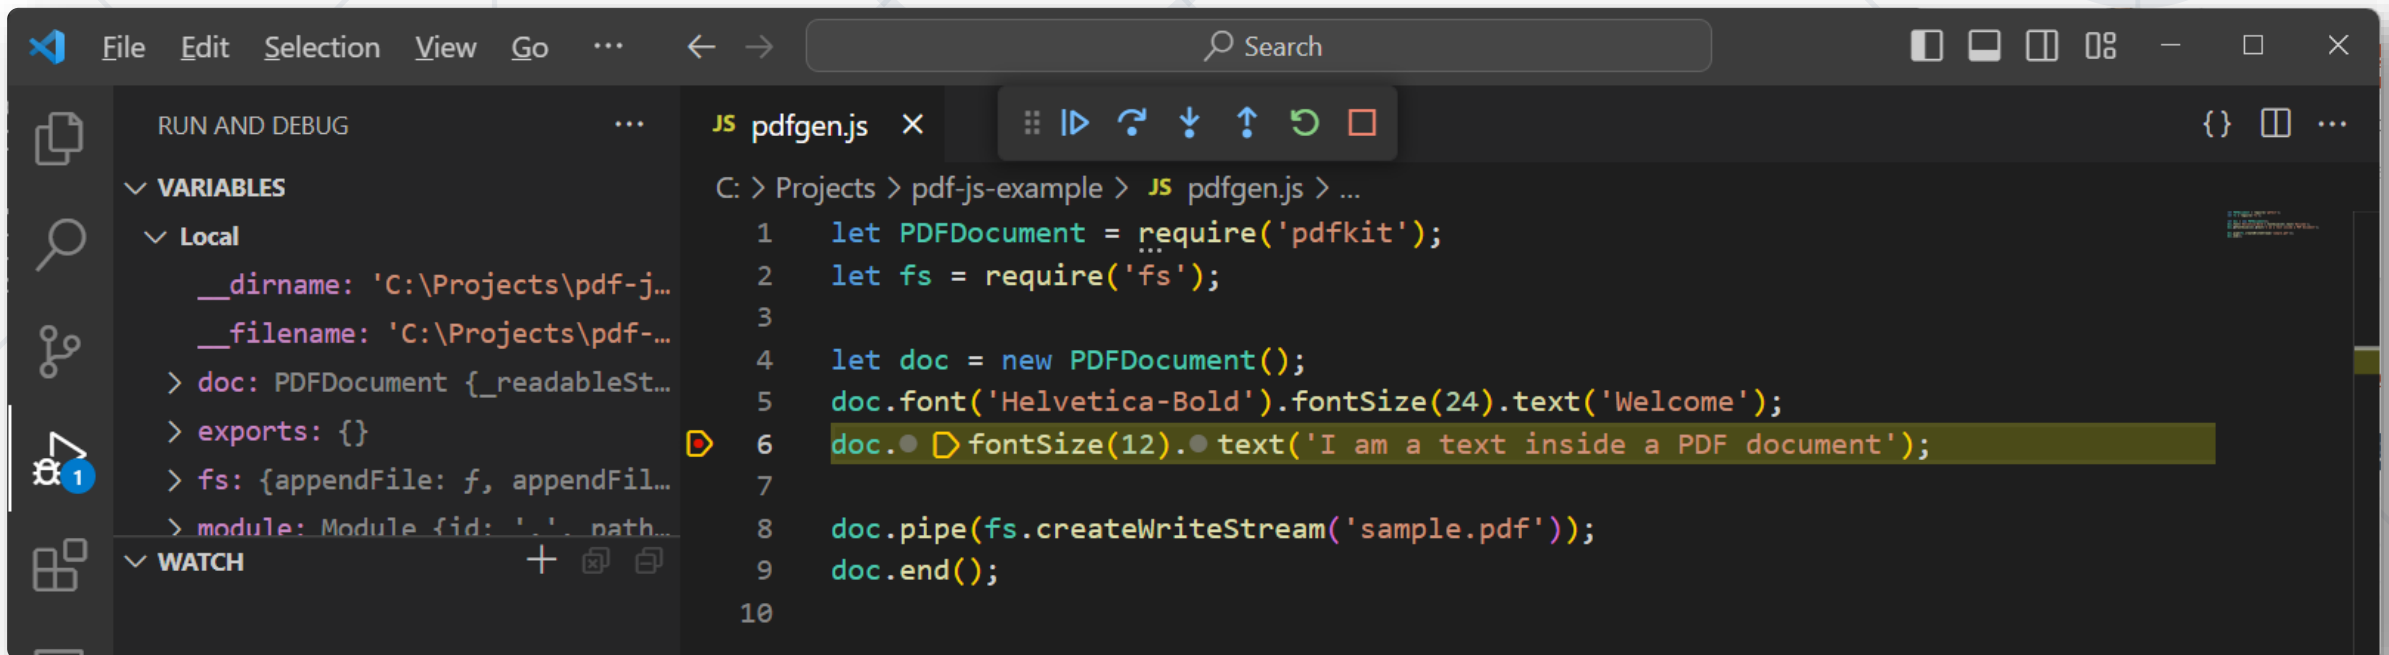 File Edit Selection View Go ... Search
RUN AND DEBUG ...
VARIABLES
Local
__dirname: 'C:\Projects\pdf-j…
__filename: 'C:\Projects\pdf-…
doc: PDFDocument {_readableSt…
exports: {}
fs: {appendFile: ƒ, appendFil…
module: Module {id: '.', path…
WATCH
1
JS pdfgen.js
{} ...
C: > Projects > pdf-js-example > JS pdfgen.js > ...
1 let PDFDocument = require('pdfkit');
2 let fs = require('fs');
3
4 let doc = new PDFDocument();
5 doc.font('Helvetica-Bold').fontSize(24).text('Welcome');
6 doc.fontSize(12).text('I am a text inside a PDF document');
7
8 doc.pipe(fs.createWriteStream('sample.pdf'));
9 doc.end();
10